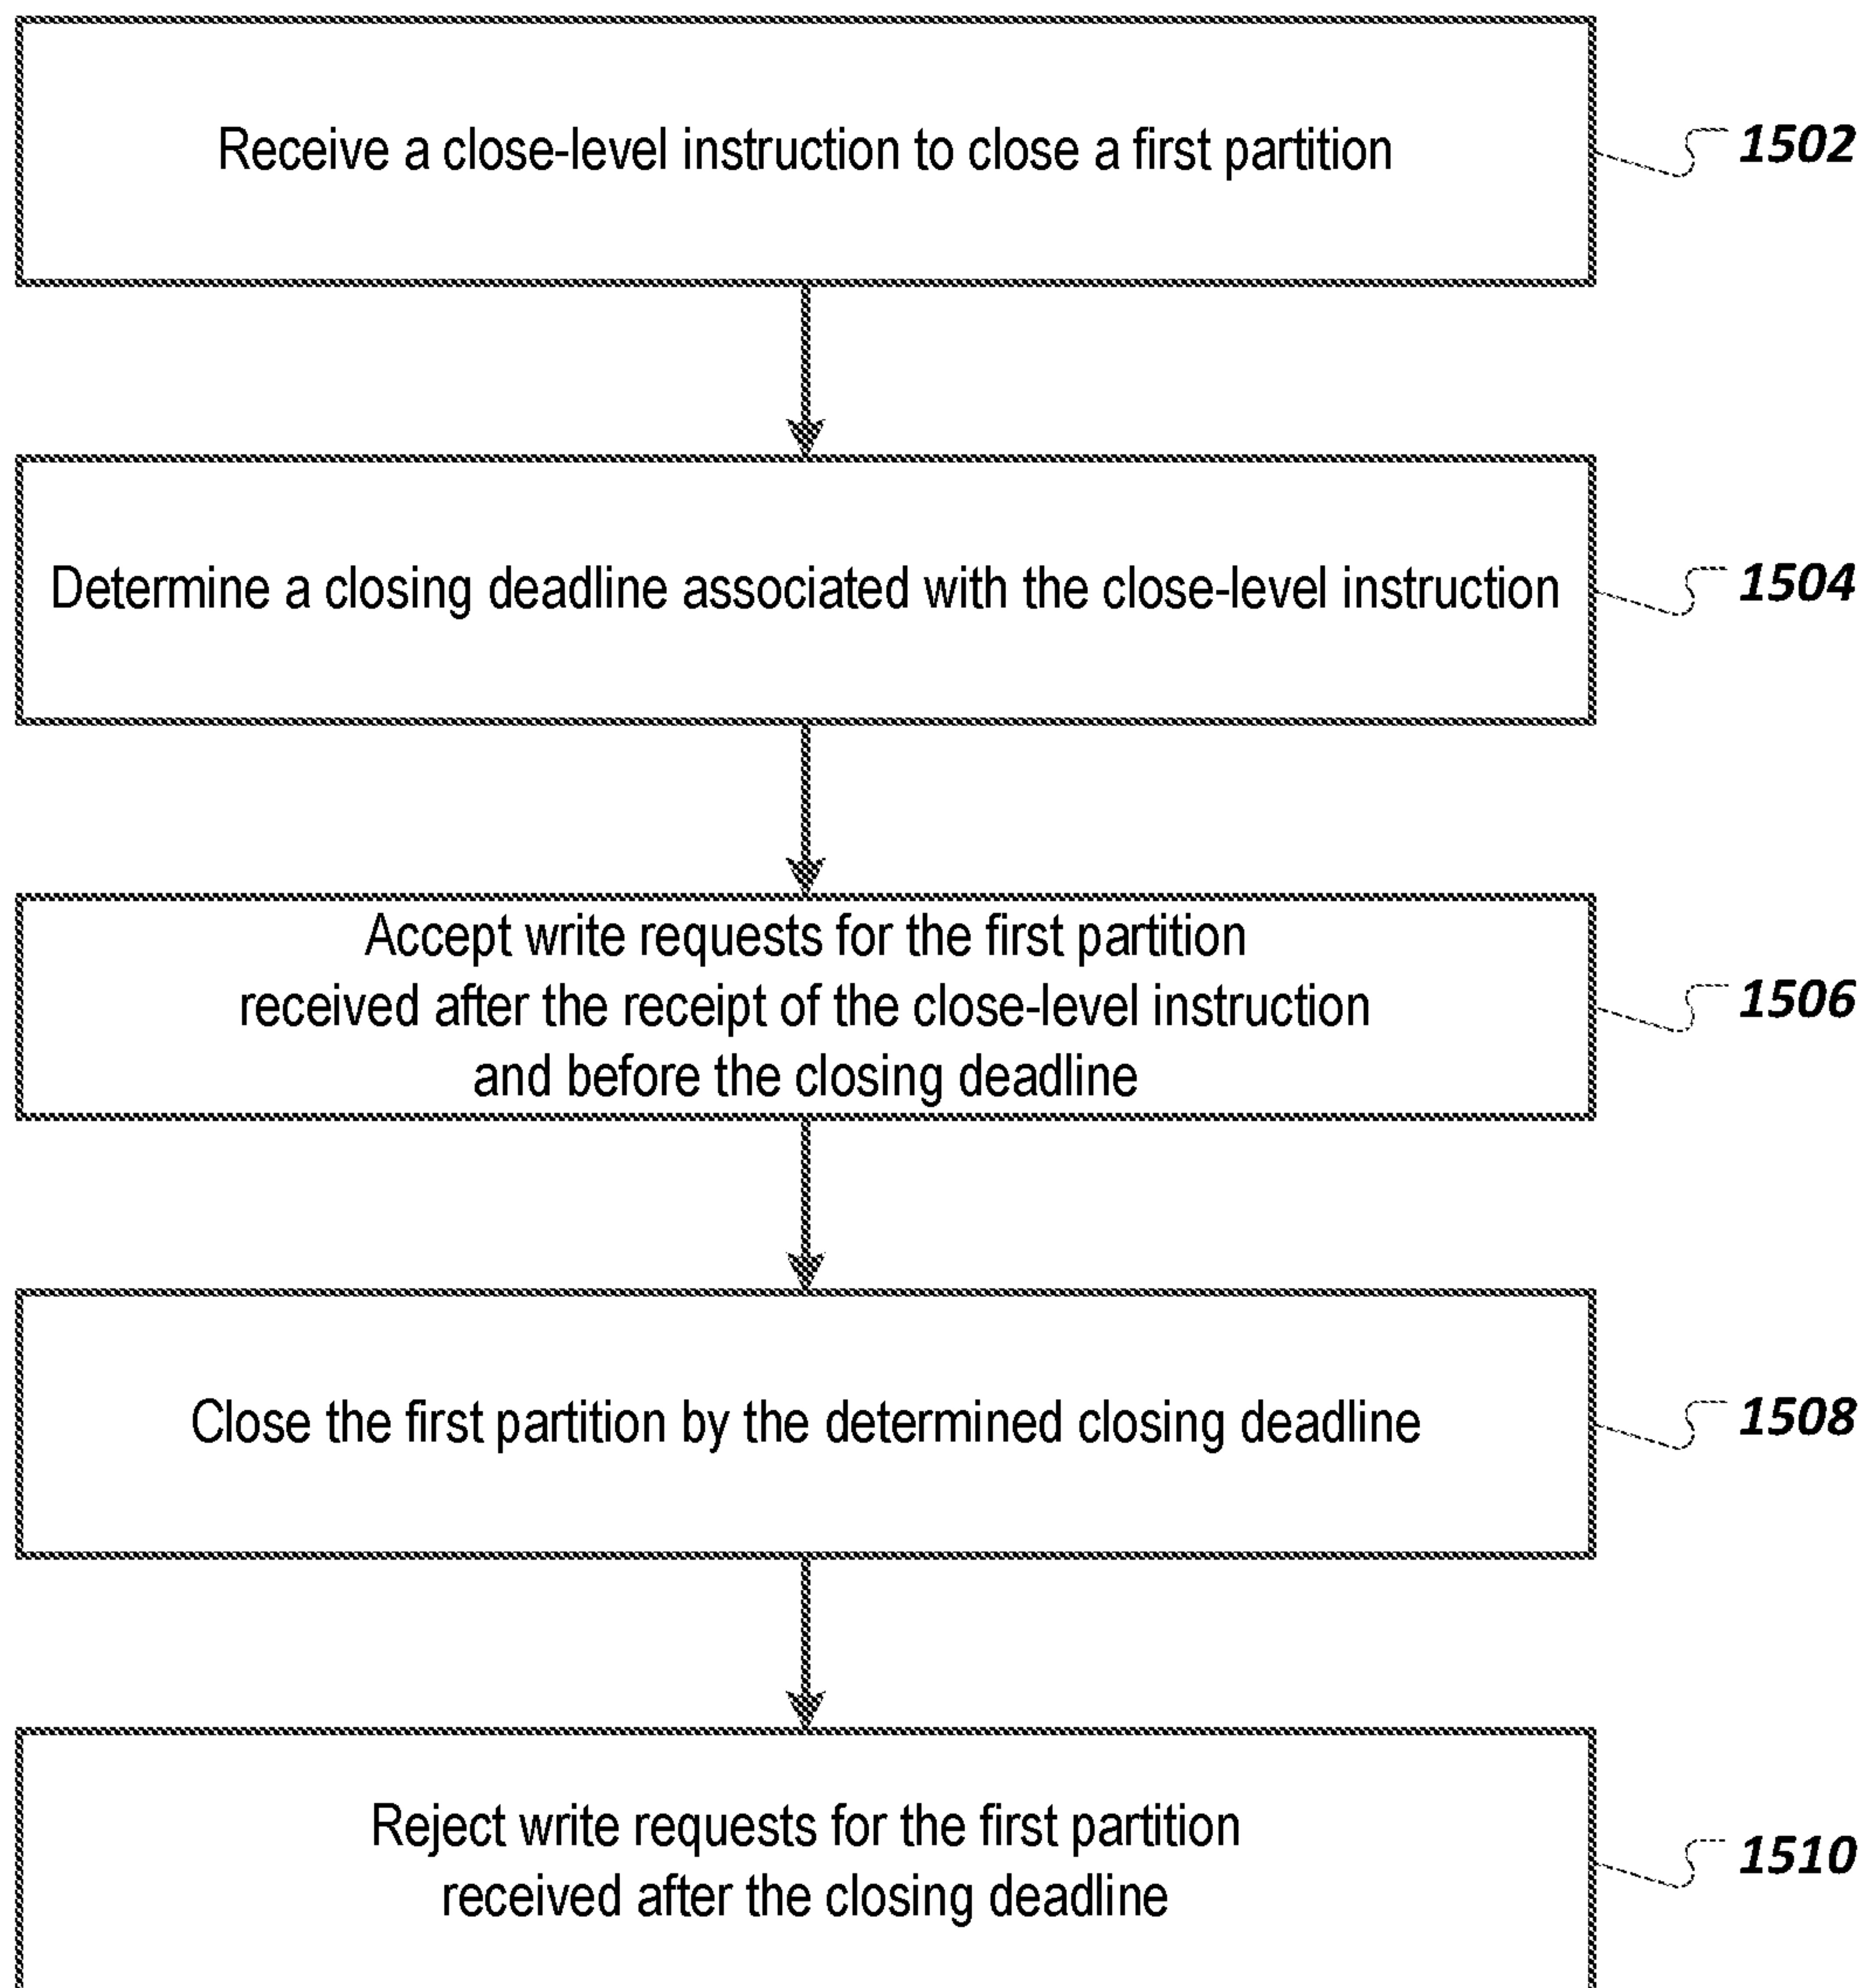 Receive a close-level instruction to close a first partition
1502
Determine a closing deadline associated with the close-level instruction
1504
Accept write requests for the first partition
received after the receipt of the close-level instruction
and before the closing deadline
1506
Close the first partition by the determined closing deadline
1508
Reject write requests for the first partition
received after the closing deadline
1510